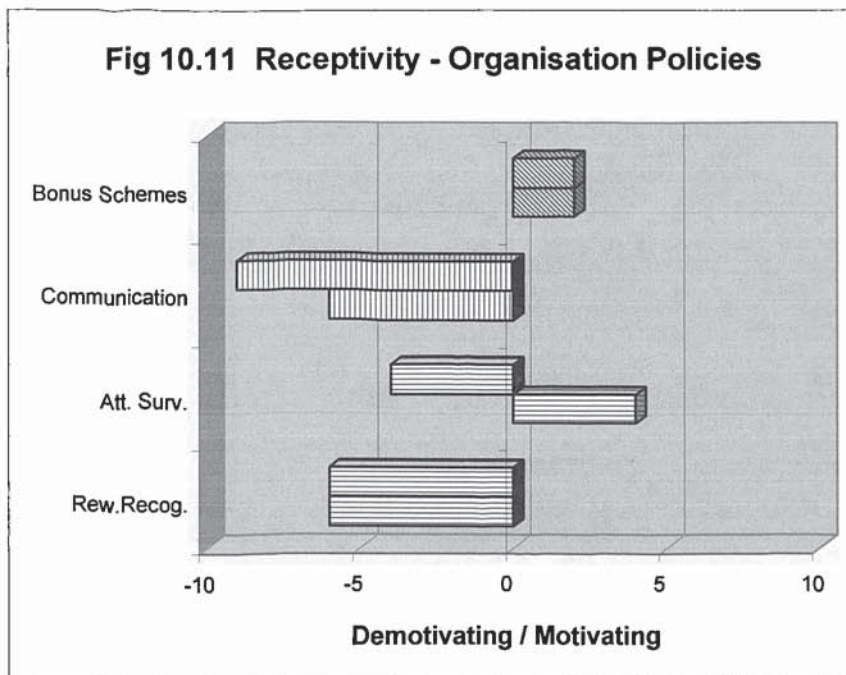 Fig 10.11 Receptivity - Organisation Policies
Bonus Schemes
Communication
Att. Surv.
Rew.Recog.
-10 -5 0 5 10
Demotivating / Motivating